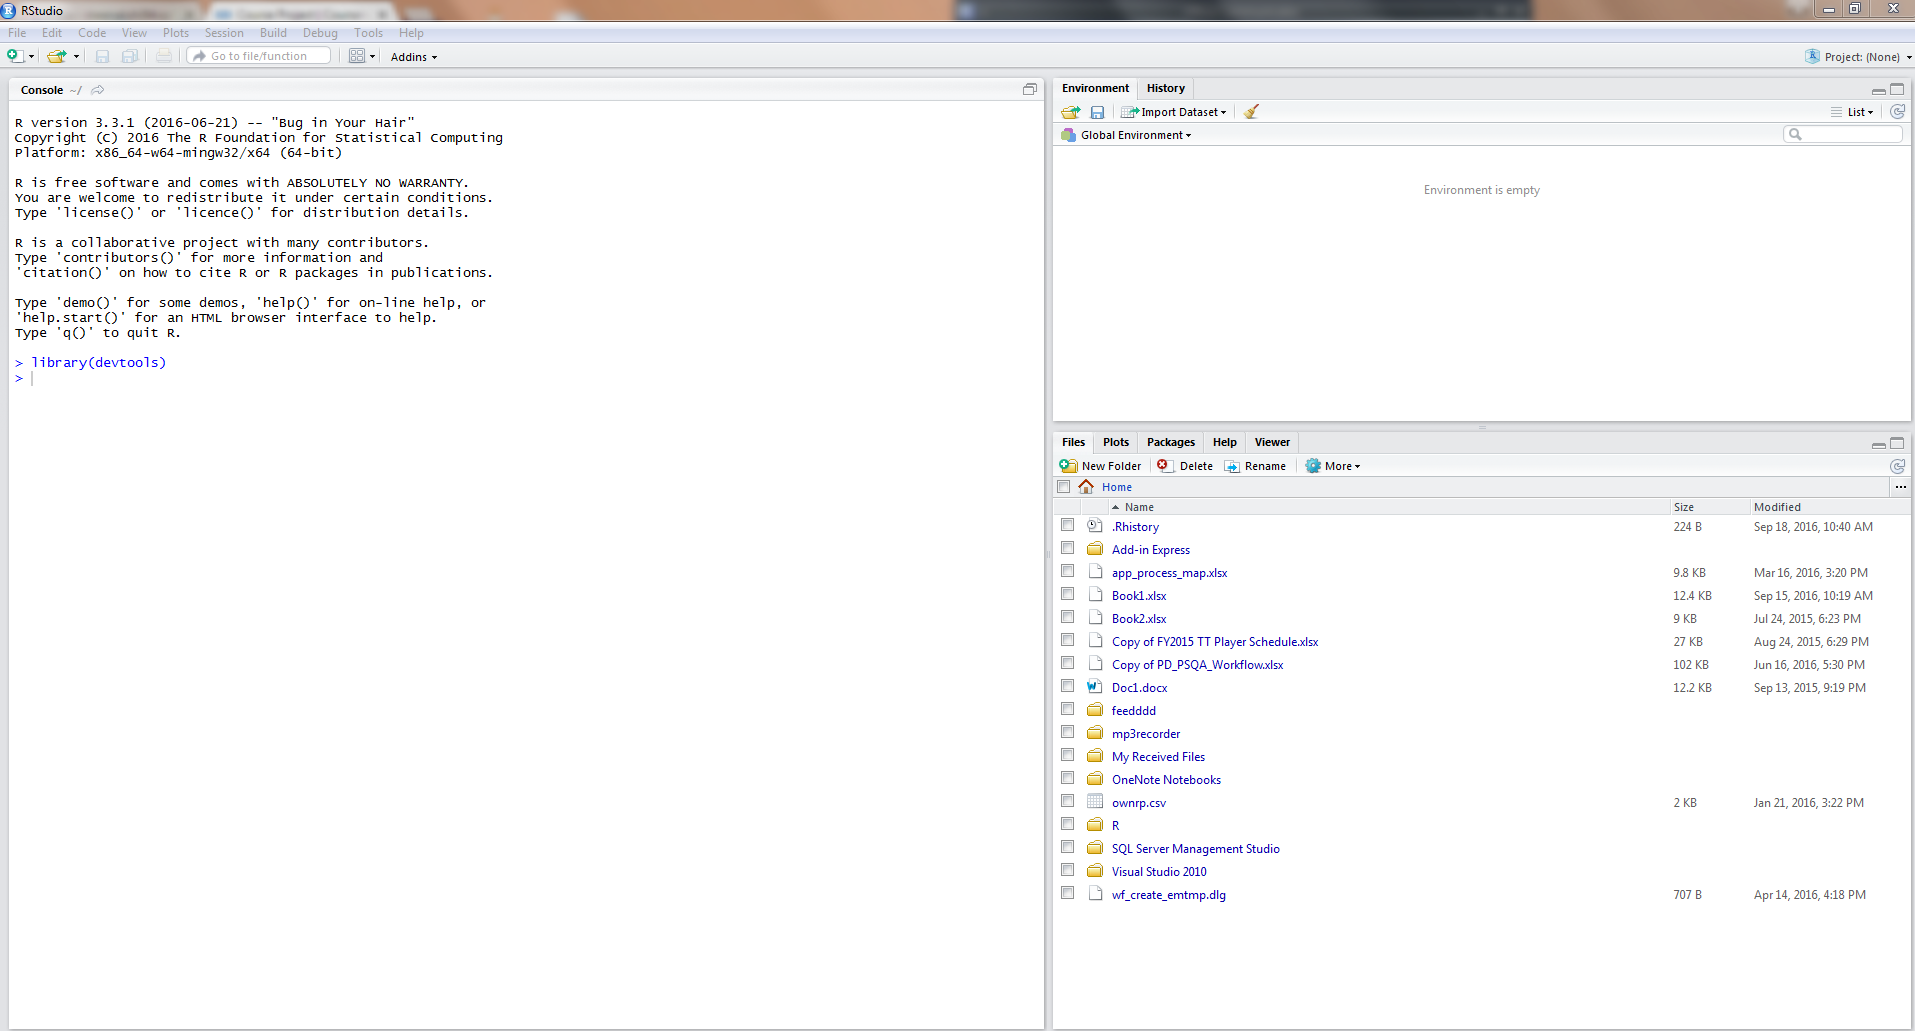 RStudio
File Edit Code View Plots Session Build Debug Tools Help
Go to file/function Addins Project: (None)
Console ~/
R version 3.3.1 (2016-06-21) -- "Bug in Your Hair"
Copyright (C) 2016 The R Foundation for Statistical Computing
Platform: x86_64-w64-mingw32/x64 (64-bit)
R is free software and comes with ABSOLUTELY NO WARRANTY.
You are welcome to redistribute it under certain conditions.
Type 'license()' or 'licence()' for distribution details.
R is a collaborative project with many contributors.
Type 'contributors()' for more information and
'citation()' on how to cite R or R packages in publications.
Type 'demo()' for some demos, 'help()' for on-line help, or
'help.start()' for an HTML browser interface to help.
Type 'q()' to quit R.
> library(devtools)
>
Environment History
Import Dataset List
Global Environment
Environment is empty
Files Plots Packages Help Viewer
New Folder Delete Rename More
Home ...
Name Size Modified
.Rhistory 224 B Sep 18, 2016, 10:40 AM
Add-in Express
app_process_map.xlsx 9.8 KB Mar 16, 2016, 3:20 PM
Book1.xlsx 12.4 KB Sep 15, 2016, 10:19 AM
Book2.xlsx 9 KB Jul 24, 2015, 6:23 PM
Copy of FY2015 TT Player Schedule.xlsx 27 KB Aug 24, 2015, 6:29 PM
Copy of PD_PSQA_Workflow.xlsx 102 KB Jun 16, 2016, 5:30 PM
Doc1.docx 12.2 KB Sep 13, 2015, 9:19 PM
feedddd
mp3recorder
My Received Files
OneNote Notebooks
ownrp.csv 2 KB Jan 21, 2016, 3:22 PM
R
SQL Server Management Studio
Visual Studio 2010
wf_create_emtmp.dlg 707 B Apr 14, 2016, 4:18 PM